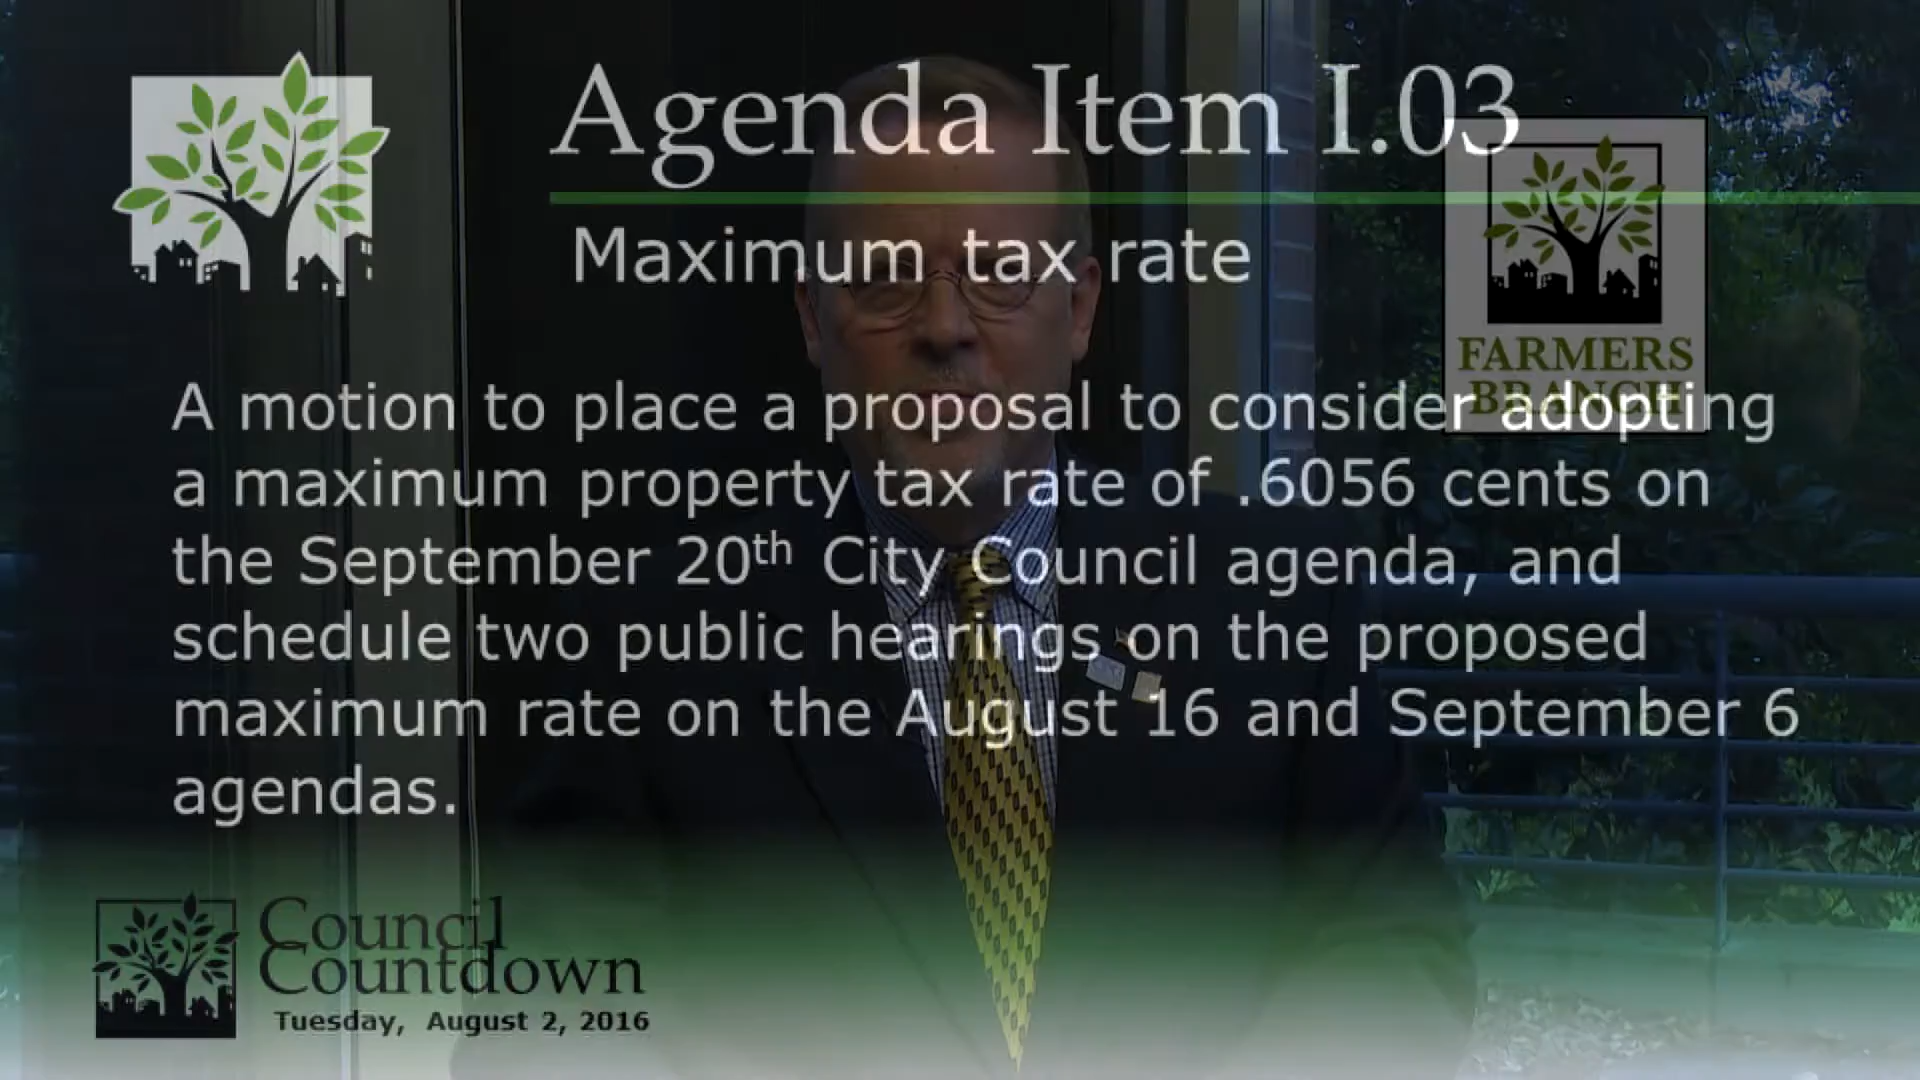 Agenda Item I.03
Maximum tax rate
FARMERS
BRANCH
A motion to place a proposal to consider adopting
a maximum property tax rate of .6056 cents on
the September 20th City Council agenda, and
schedule two public hearings on the proposed
maximum rate on the August 16 and September 6
agendas.
Council
Countdown
Tuesday, August 2, 2016